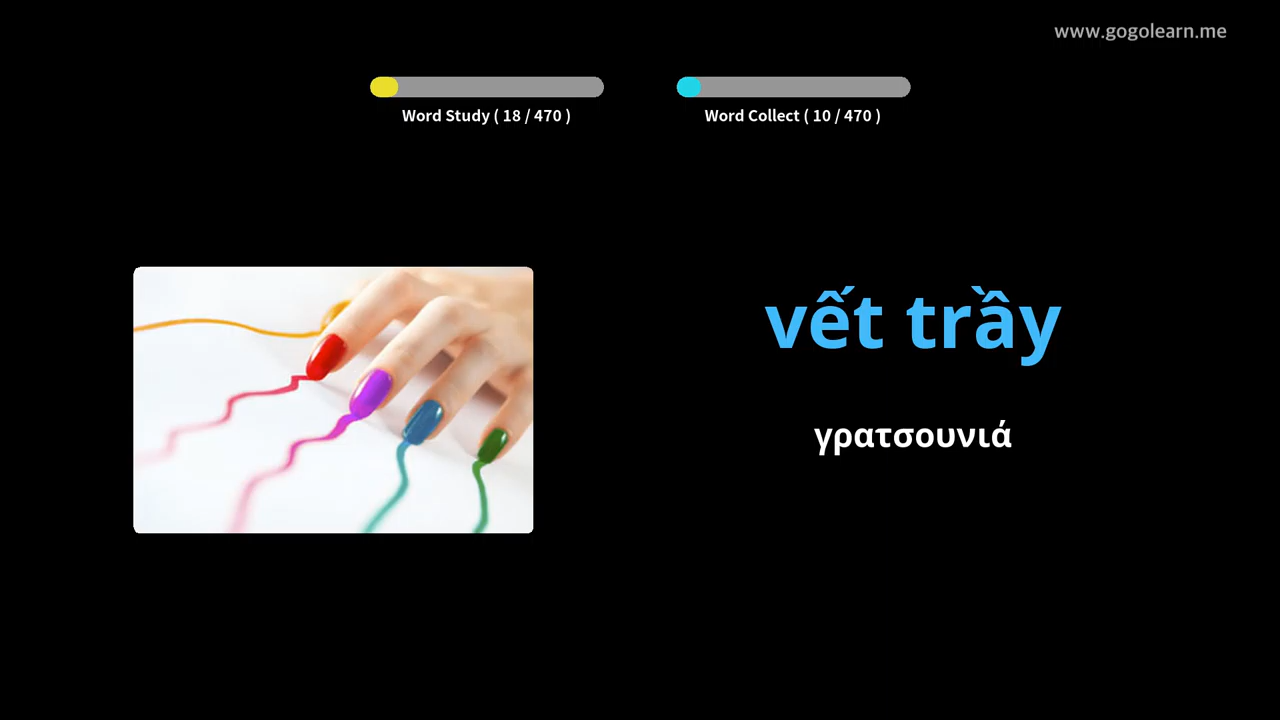 www.gogolearn.me
Word Study ( 18 / 470 )
Word Collect ( 10 / 470 )
vết trầy
γρατσουνιά